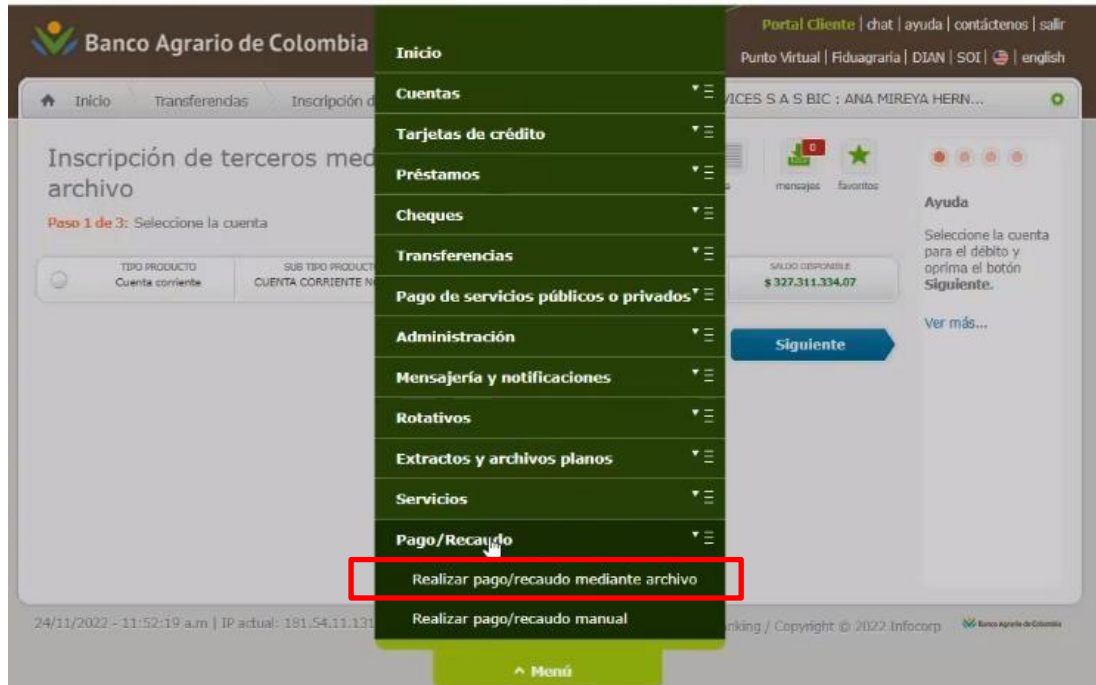 Banco Agrario de Colombia
Portal Cliente | chat | ayuda | contáctenos | salir
Punto Virtual | Fiduagraria | DIAN | SOI | | english
Inicio
Transferencias
Inscripción d
VICES S A S BIC : ANA MIREYA HERN...
Inscripción de terceros med
archivo
Paso 1 de 3: Seleccione la cuenta
TIPO PRODUCTO
Cuenta corriente
SUB TIPO PRODUCT
CUENTA CORRIENTE N
SALDO DISPONIBLE
$ 327.311.334.07
Siguiente
0
mensajes
favoritos
Ayuda
Seleccione la cuenta
para el débito y
oprima el botón
Siguiente.
Ver más...
Inicio
Cuentas
Tarjetas de crédito
Préstamos
Cheques
Transferencias
Pago de servicios públicos o privados
Administración
Mensajería y notificaciones
Rotativos
Extractos y archivos planos
Servicios
Pago/Recaudo
Realizar pago/recaudo mediante archivo
Realizar pago/recaudo manual
^ Menú
24/11/2022 - 11:52:19 a.m | IP actual: 181.54.11.131
nking / Copyright © 2022 Infocorp
Banco Agrario de Colombia